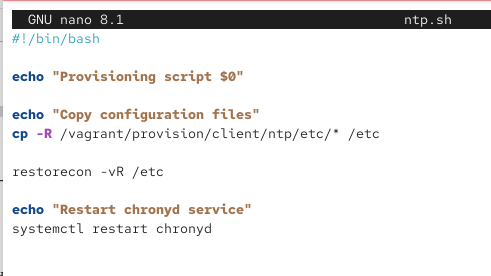 GNU nano 8.1 ntp.sh
#!/bin/bash
echo "Provisioning script $0"
echo "Copy configuration files"
cp -R /vagrant/provision/client/ntp/etc/* /etc
restorecon -vR /etc
echo "Restart chronyd service"
systemctl restart chronyd